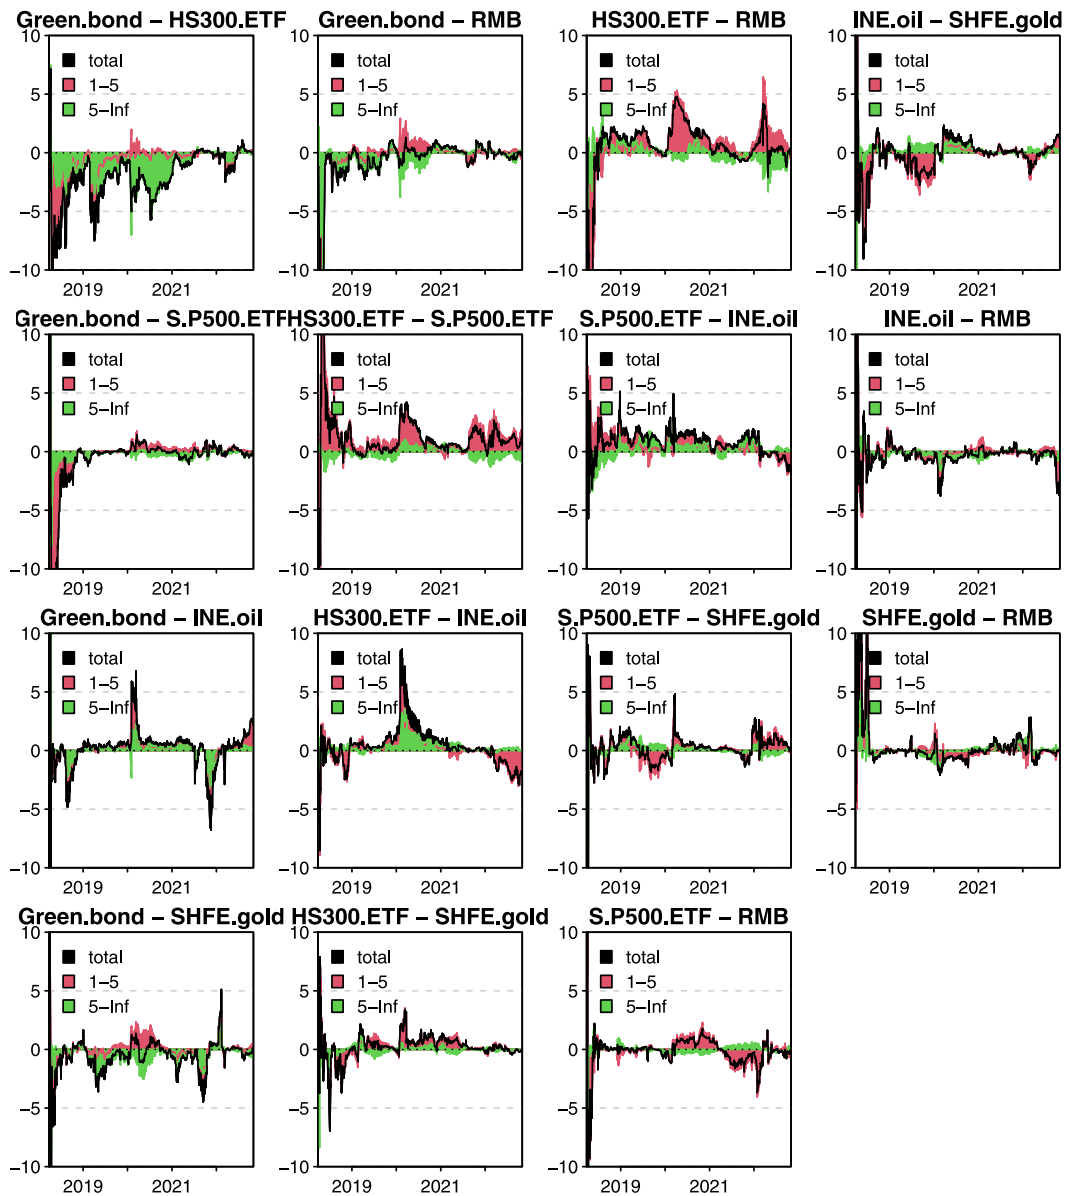 Green.bond – HS300.ETF
total
1–5
5–Inf
10
5
0
−5
−10
2019
2021
Green.bond – RMB
total
1–5
5–Inf
10
5
0
−5
−10
2019
2021
HS300.ETF – RMB
total
1–5
5–Inf
10
5
0
−5
−10
2019
2021
INE.oil – SHFE.gold
total
1–5
5–Inf
10
5
0
−5
−10
2019
2021
Green.bond – S.P500.ETF
total
1–5
5–Inf
10
5
0
−5
−10
2019
2021
HS300.ETF – S.P500.ETF
total
1–5
5–Inf
10
5
0
−5
−10
2019
2021
S.P500.ETF – INE.oil
total
1–5
5–Inf
10
5
0
−5
−10
2019
2021
INE.oil – RMB
total
1–5
5–Inf
10
5
0
−5
−10
2019
2021
Green.bond – INE.oil
total
1–5
5–Inf
10
5
0
−5
−10
2019
2021
HS300.ETF – INE.oil
total
1–5
5–Inf
10
5
0
−5
−10
2019
2021
S.P500.ETF – SHFE.gold
total
1–5
5–Inf
10
5
0
−5
−10
2019
2021
SHFE.gold – RMB
total
1–5
5–Inf
10
5
0
−5
−10
2019
2021
Green.bond – SHFE.gold
total
1–5
5–Inf
10
5
0
−5
−10
2019
2021
HS300.ETF – SHFE.gold
total
1–5
5–Inf
10
5
0
−5
−10
2019
2021
S.P500.ETF – RMB
total
1–5
5–Inf
10
5
0
−5
−10
2019
2021